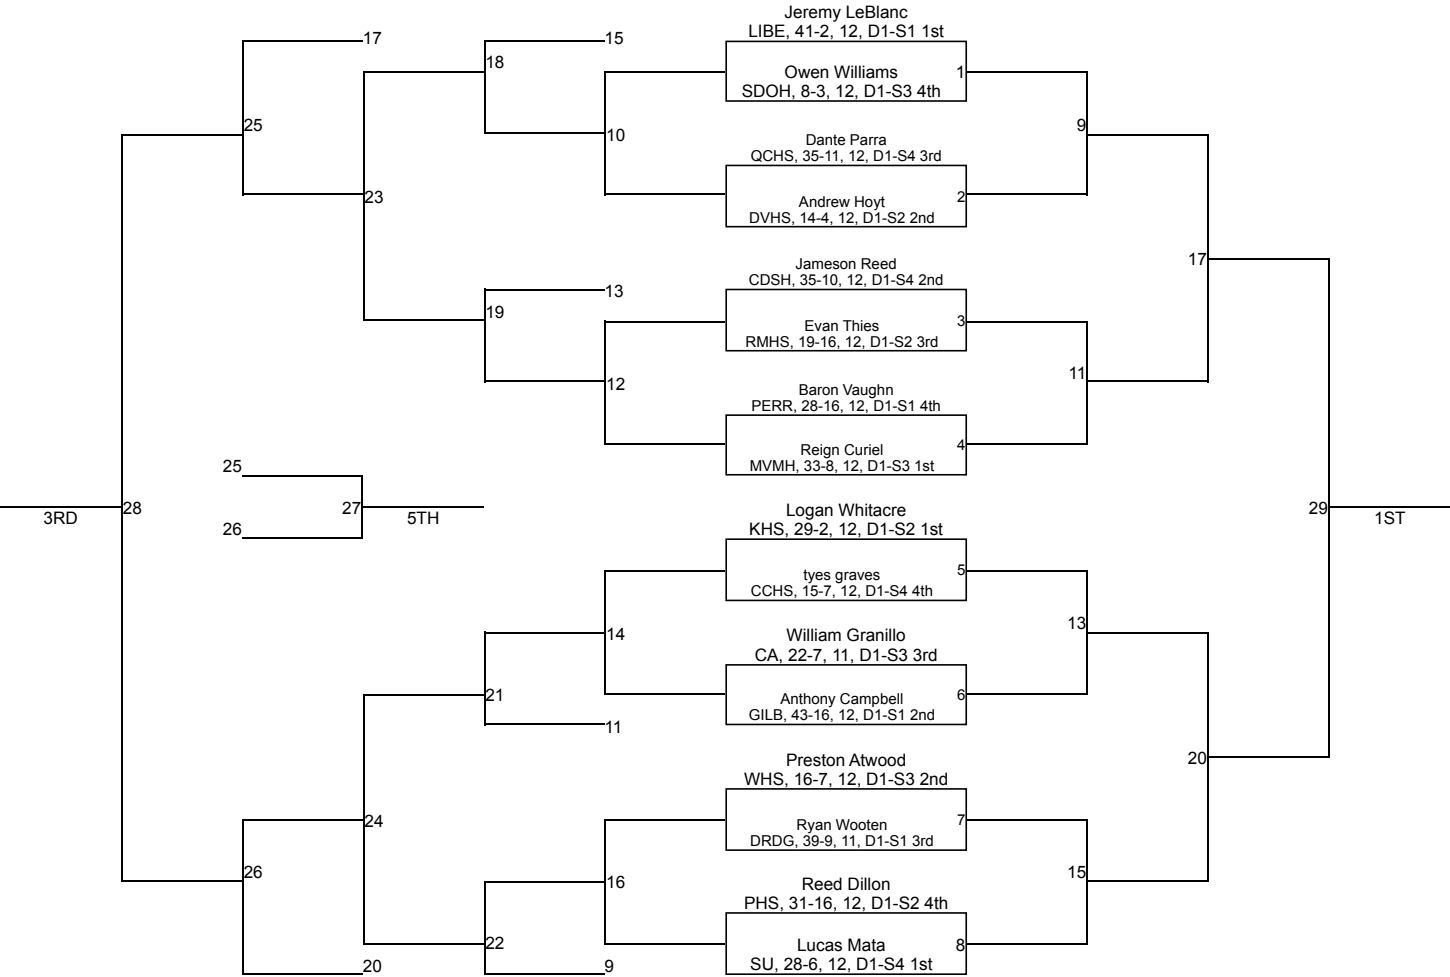 Jeremy LeBlanc
LIBE, 41-2, 12, D1-S1 1st
17
15
18
Owen Williams
1
SDOH, 8-3, 12, D1-S3 4th
25
9
10
Dante Parra
QCHS, 35-11, 12, D1-S4 3rd
23
Andrew Hoyt
2
DVHS, 14-4, 12, D1-S2 2nd
17
Jameson Reed
CDSH, 35-10, 12, D1-S4 2nd
13
19
Evan Thies
3
RMHS, 19-16, 12, D1-S2 3rd
11
12
Baron Vaughn
PERR, 28-16, 12, D1-S1 4th
Reign Curiel
4
MVMH, 33-8, 12, D1-S3 1st
25
3RD
28
27
5TH
26
Logan Whitacre
KHS, 29-2, 12, D1-S2 1st
29
1ST
tyes graves
5
CCHS, 15-7, 12, D1-S4 4th
13
14
William Granillo
CA, 22-7, 11, D1-S3 3rd
21
Anthony Campbell
6
GILB, 43-16, 12, D1-S1 2nd
11
20
Preston Atwood
WHS, 16-7, 12, D1-S3 2nd
24
Ryan Wooten
7
DRDG, 39-9, 11, D1-S1 3rd
26
15
16
Reed Dillon
PHS, 31-16, 12, D1-S2 4th
22
Lucas Mata
8
SU, 28-6, 12, D1-S4 1st
20
9